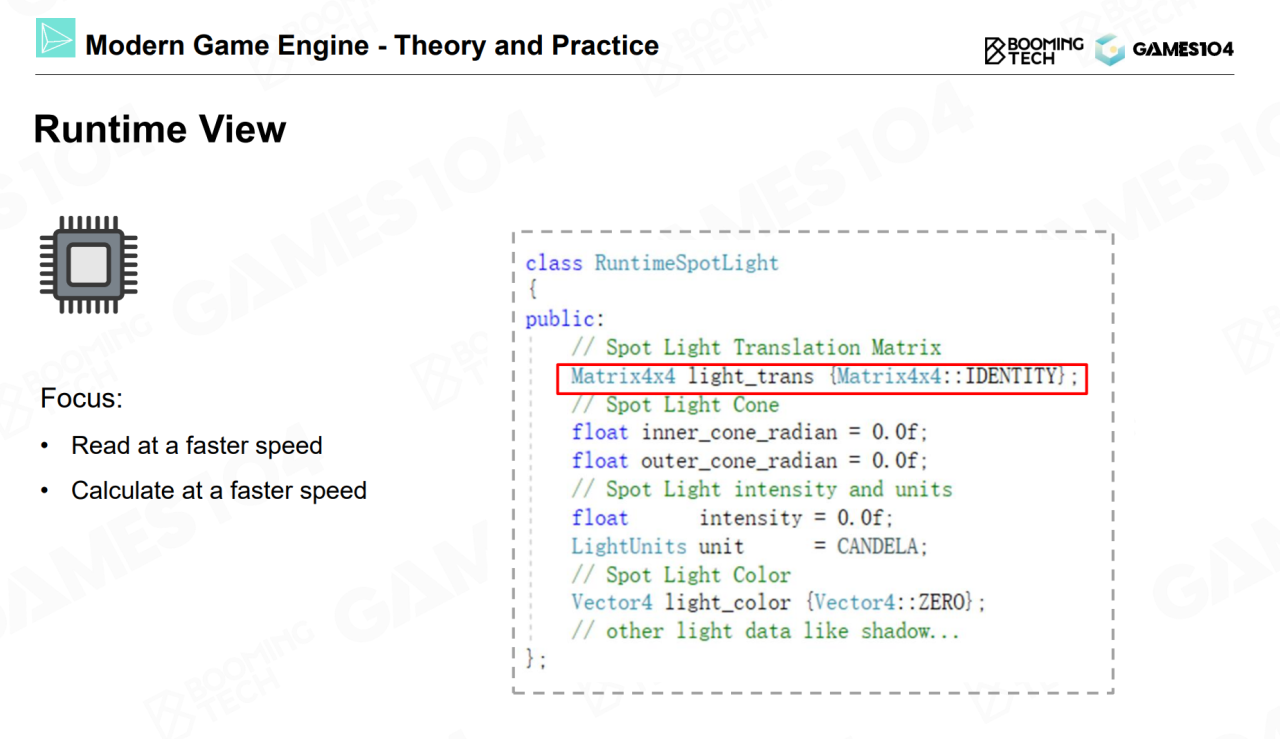 Modern Game Engine - Theory and Practice
BOOMING
TECH
GAMES104
Runtime View
Focus:
• Read at a faster speed
• Calculate at a faster speed
class RuntimeSpotLight
{
public:
// Spot Light Translation Matrix
Matrix4x4 light_trans {Matrix4x4::IDENTITY};
// Spot Light Cone
float inner_cone_radian = 0.0f;
float outer_cone_radian = 0.0f;
// Spot Light intensity and units
float intensity = 0.0f;
LightUnits unit = CANDELA;
// Spot Light Color
Vector4 light_color {Vector4::ZERO};
// other light data like shadow...
};